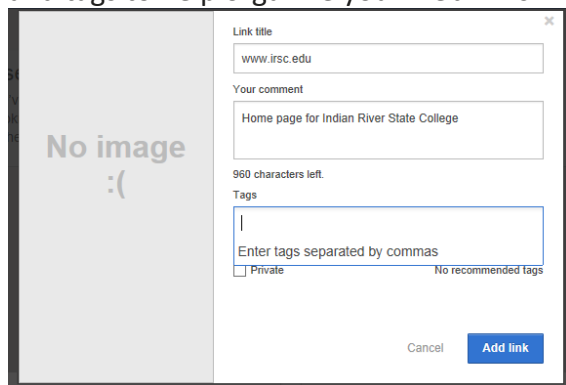 No image
:(
×
Link title
www.irsc.edu
Your comment
Home page for Indian River State College
960 characters left.
Tags
Enter tags separated by commas
Private No recommended tags
Cancel Add link